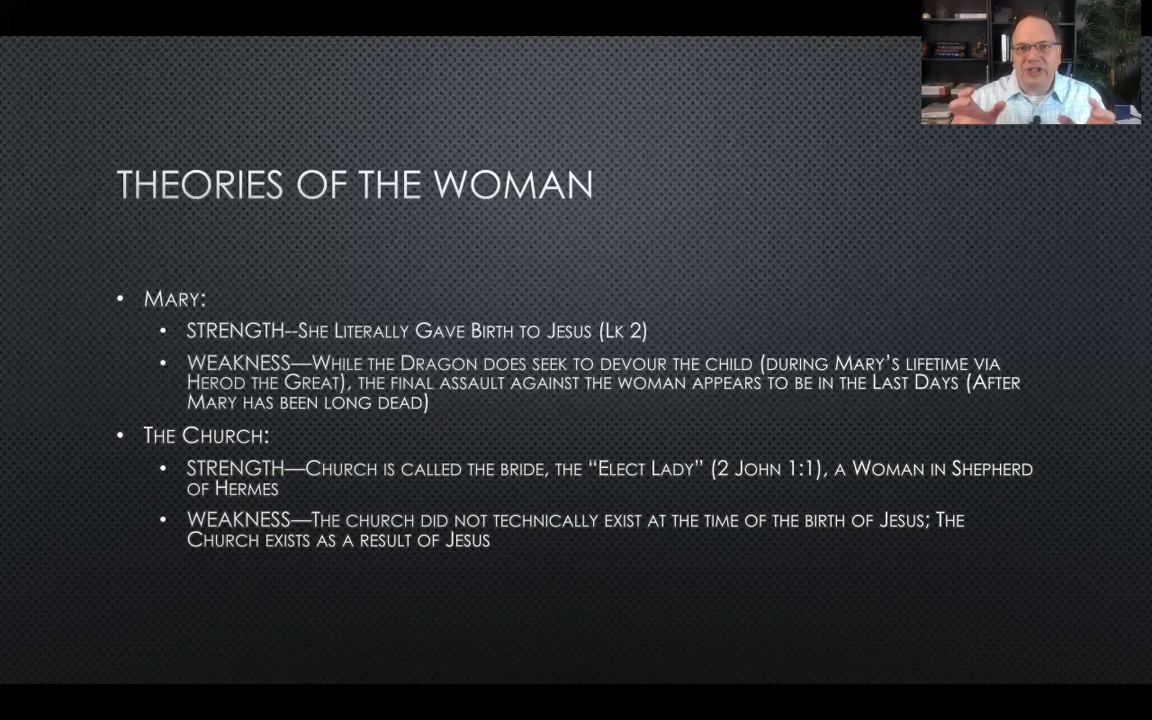 THEORIES OF THE WOMAN
• MARY:
• STRENGTH--SHE LITERALLY GAVE BIRTH TO JESUS (LK 2)
• WEAKNESS—WHILE THE DRAGON DOES SEEK TO DEVOUR THE CHILD (DURING MARY'S LIFETIME VIA
HEROD THE GREAT), THE FINAL ASSAULT AGAINST THE WOMAN APPEARS TO BE IN THE LAST DAYS (AFTER
MARY HAS BEEN LONG DEAD)
• THE CHURCH:
• STRENGTH—CHURCH IS CALLED THE BRIDE, THE “ELECT LADY” (2 JOHN 1:1), A WOMAN IN SHEPHERD
OF HERMES
• WEAKNESS—THE CHURCH DID NOT TECHNICALLY EXIST AT THE TIME OF THE BIRTH OF JESUS; THE
CHURCH EXISTS AS A RESULT OF JESUS